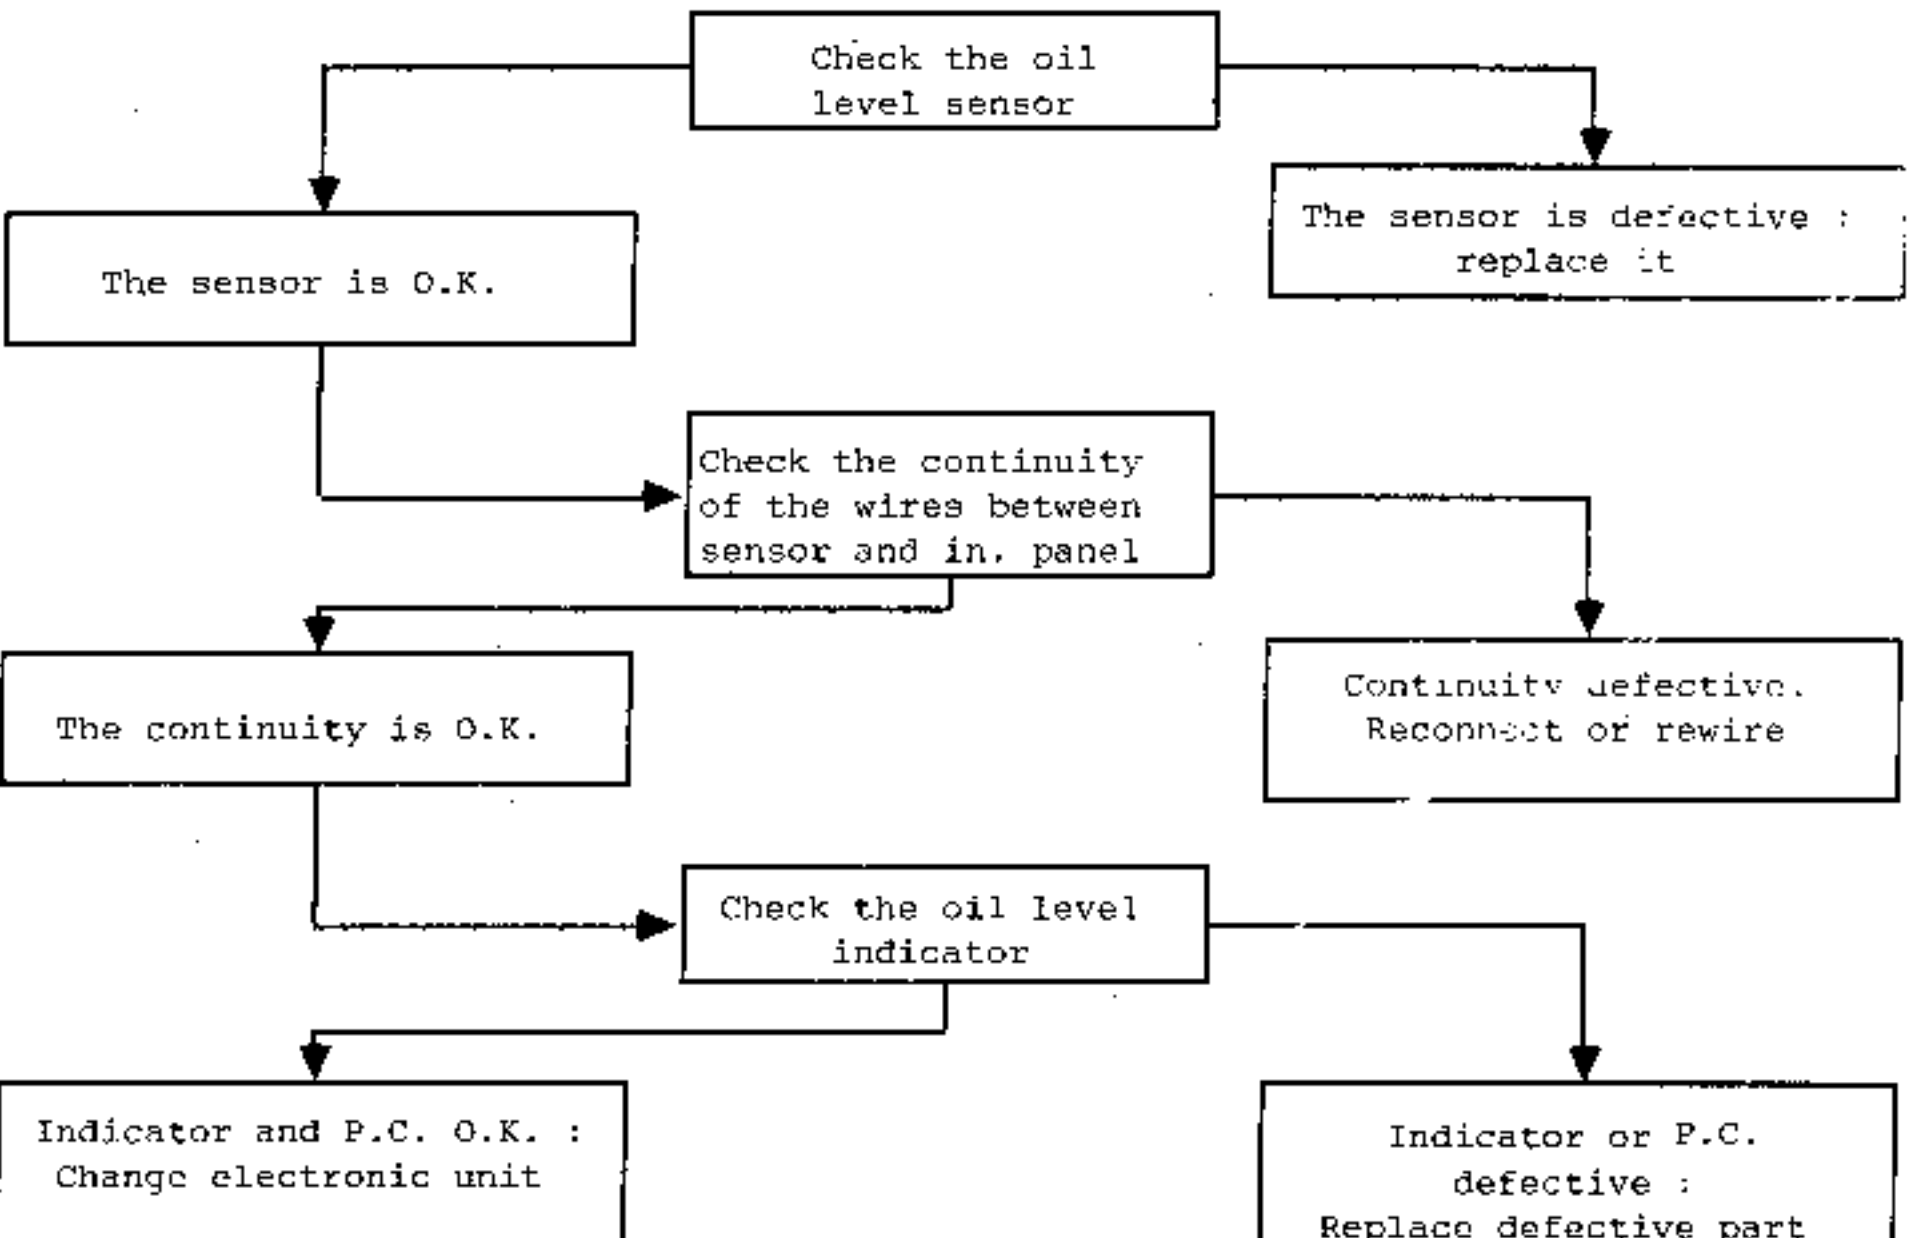 Check the oil
level sensor
The sensor is defective :
replace it
The sensor is O.K.
Check the continuity
of the wires between
sensor and in. panel
The continuity is O.K.
Continuity defective.
Reconnect or rewire
Check the oil level
indicator
Indicator and P.C. O.K. :
Change electronic unit
Indicator or P.C.
defective :
Replace defective part